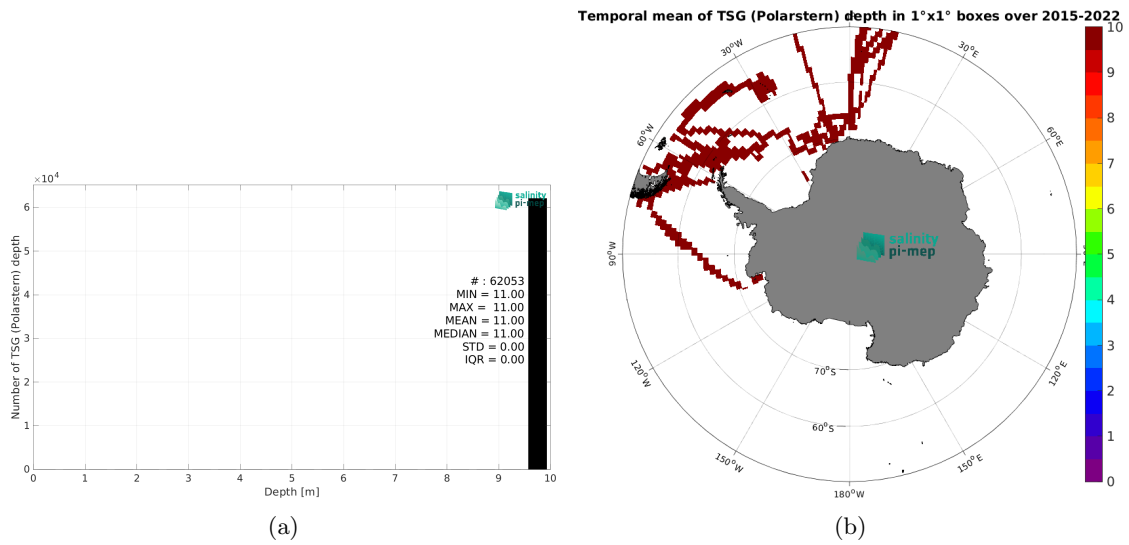 Temporal mean of TSG (Polarstern) depth in 1°x1° boxes over 2015-2022
×10⁴
6
5
4
3
2
1
0
Number of TSG (Polarstern) depth
salinity
pi-mep
# : 62053
MIN = 11.00
MAX = 11.00
MEAN = 11.00
MEDIAN = 11.00
STD = 0.00
IQR = 0.00
0 1 2 3 4 5 6 7 8 9 10
Depth [m]
(a)
30°W
30°E
60°W
60°E
90°W
salinity
pi-mep
120°W
120°E
70°S
60°S
150°W
150°E
180°W
10
9
8
7
6
5
4
3
2
1
0
(b)